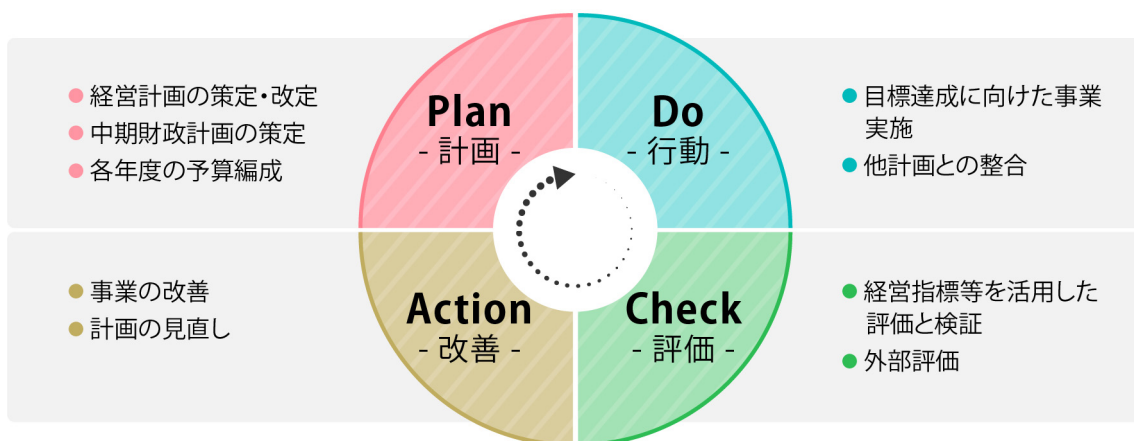 Plan
- 計画 -
● 経営計画の策定・改定
● 中期財政計画の策定
● 各年度の予算編成
Do
- 行動 -
● 目標達成に向けた事業
実施
● 他計画との整合
Check
- 評価 -
● 経営指標等を活用した
評価と検証
● 外部評価
Action
- 改善 -
● 事業の改善
● 計画の見直し